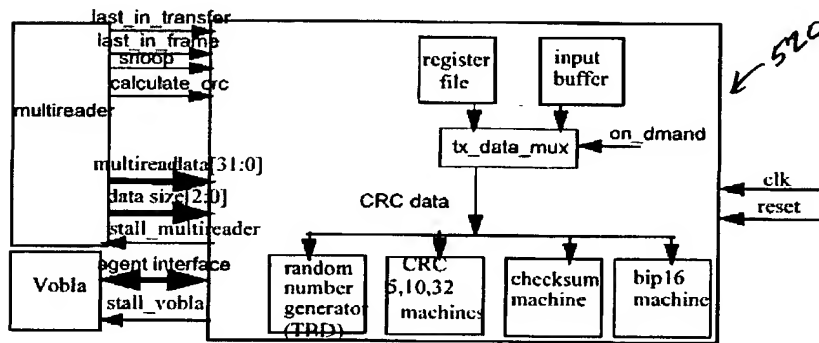 last_in_transfer
last_in_frame
snoop
calculate_crc
multireader
multireadata[31:0]
data size[2:0]
stall_multireader
agent interface
Vobla
stall_vobla
register
file
input
buffer
tx_data_mux
on_dmand
CRC data
random
number
generator
(TBD)
CRC
5,10,32
machines
checksum
machine
bip16
machine
520
clk
reset